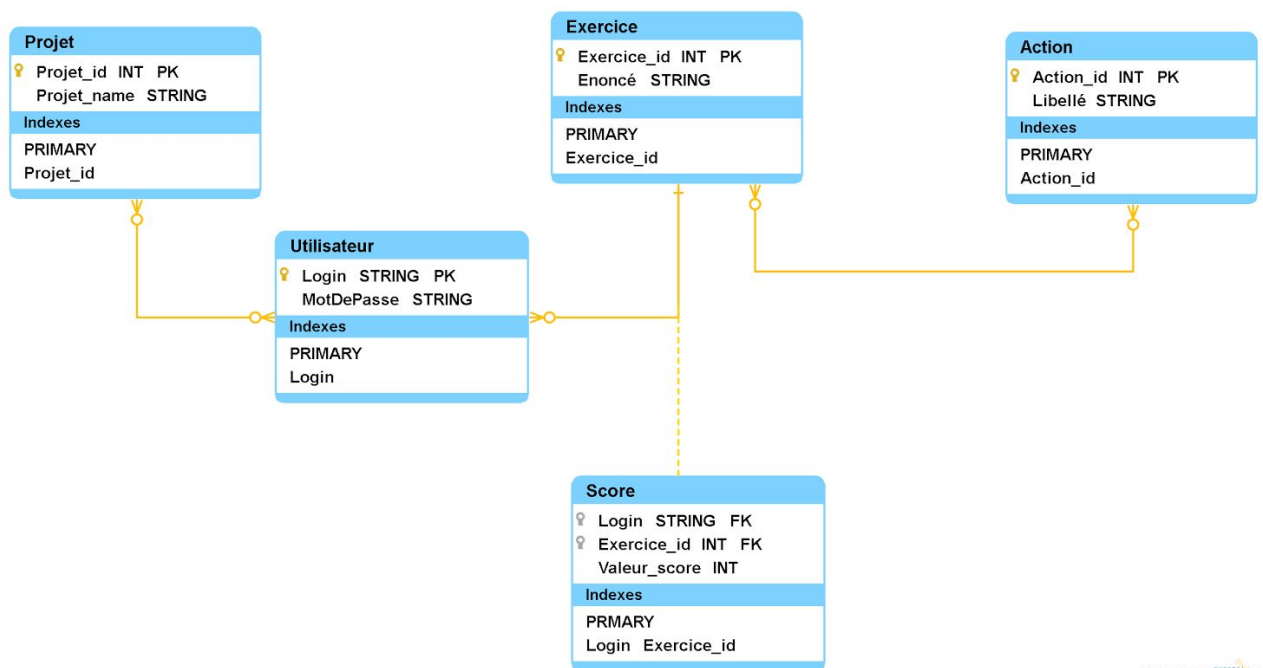 Projet
Projet_id INT PK
Projet_name STRING
Indexes
PRIMARY
Projet_id
Exercice
Exercice_id INT PK
Enoncé STRING
Indexes
PRIMARY
Exercice_id
Action
Action_id INT PK
Libellé STRING
Indexes
PRIMARY
Action_id
Utilisateur
Login STRING PK
MotDePasse STRING
Indexes
PRIMARY
Login
Score
Login STRING FK
Exercice_id INT FK
Valeur_score INT
Indexes
PRMARY
Login Exercice_id